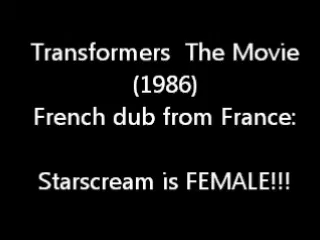 Transformers  The Movie
(1986)
French dub from France:
Starscream is FEMALE!!!